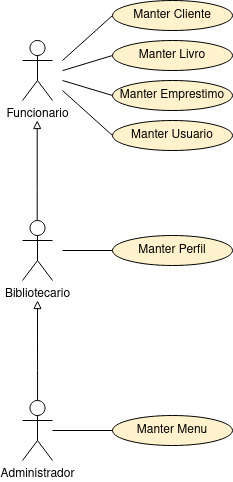 Manter Cliente
Manter Livro
Manter Emprestimo
Funcionario
Manter Usuario
Manter Perfil
Bibliotecario
Manter Menu
Administrador